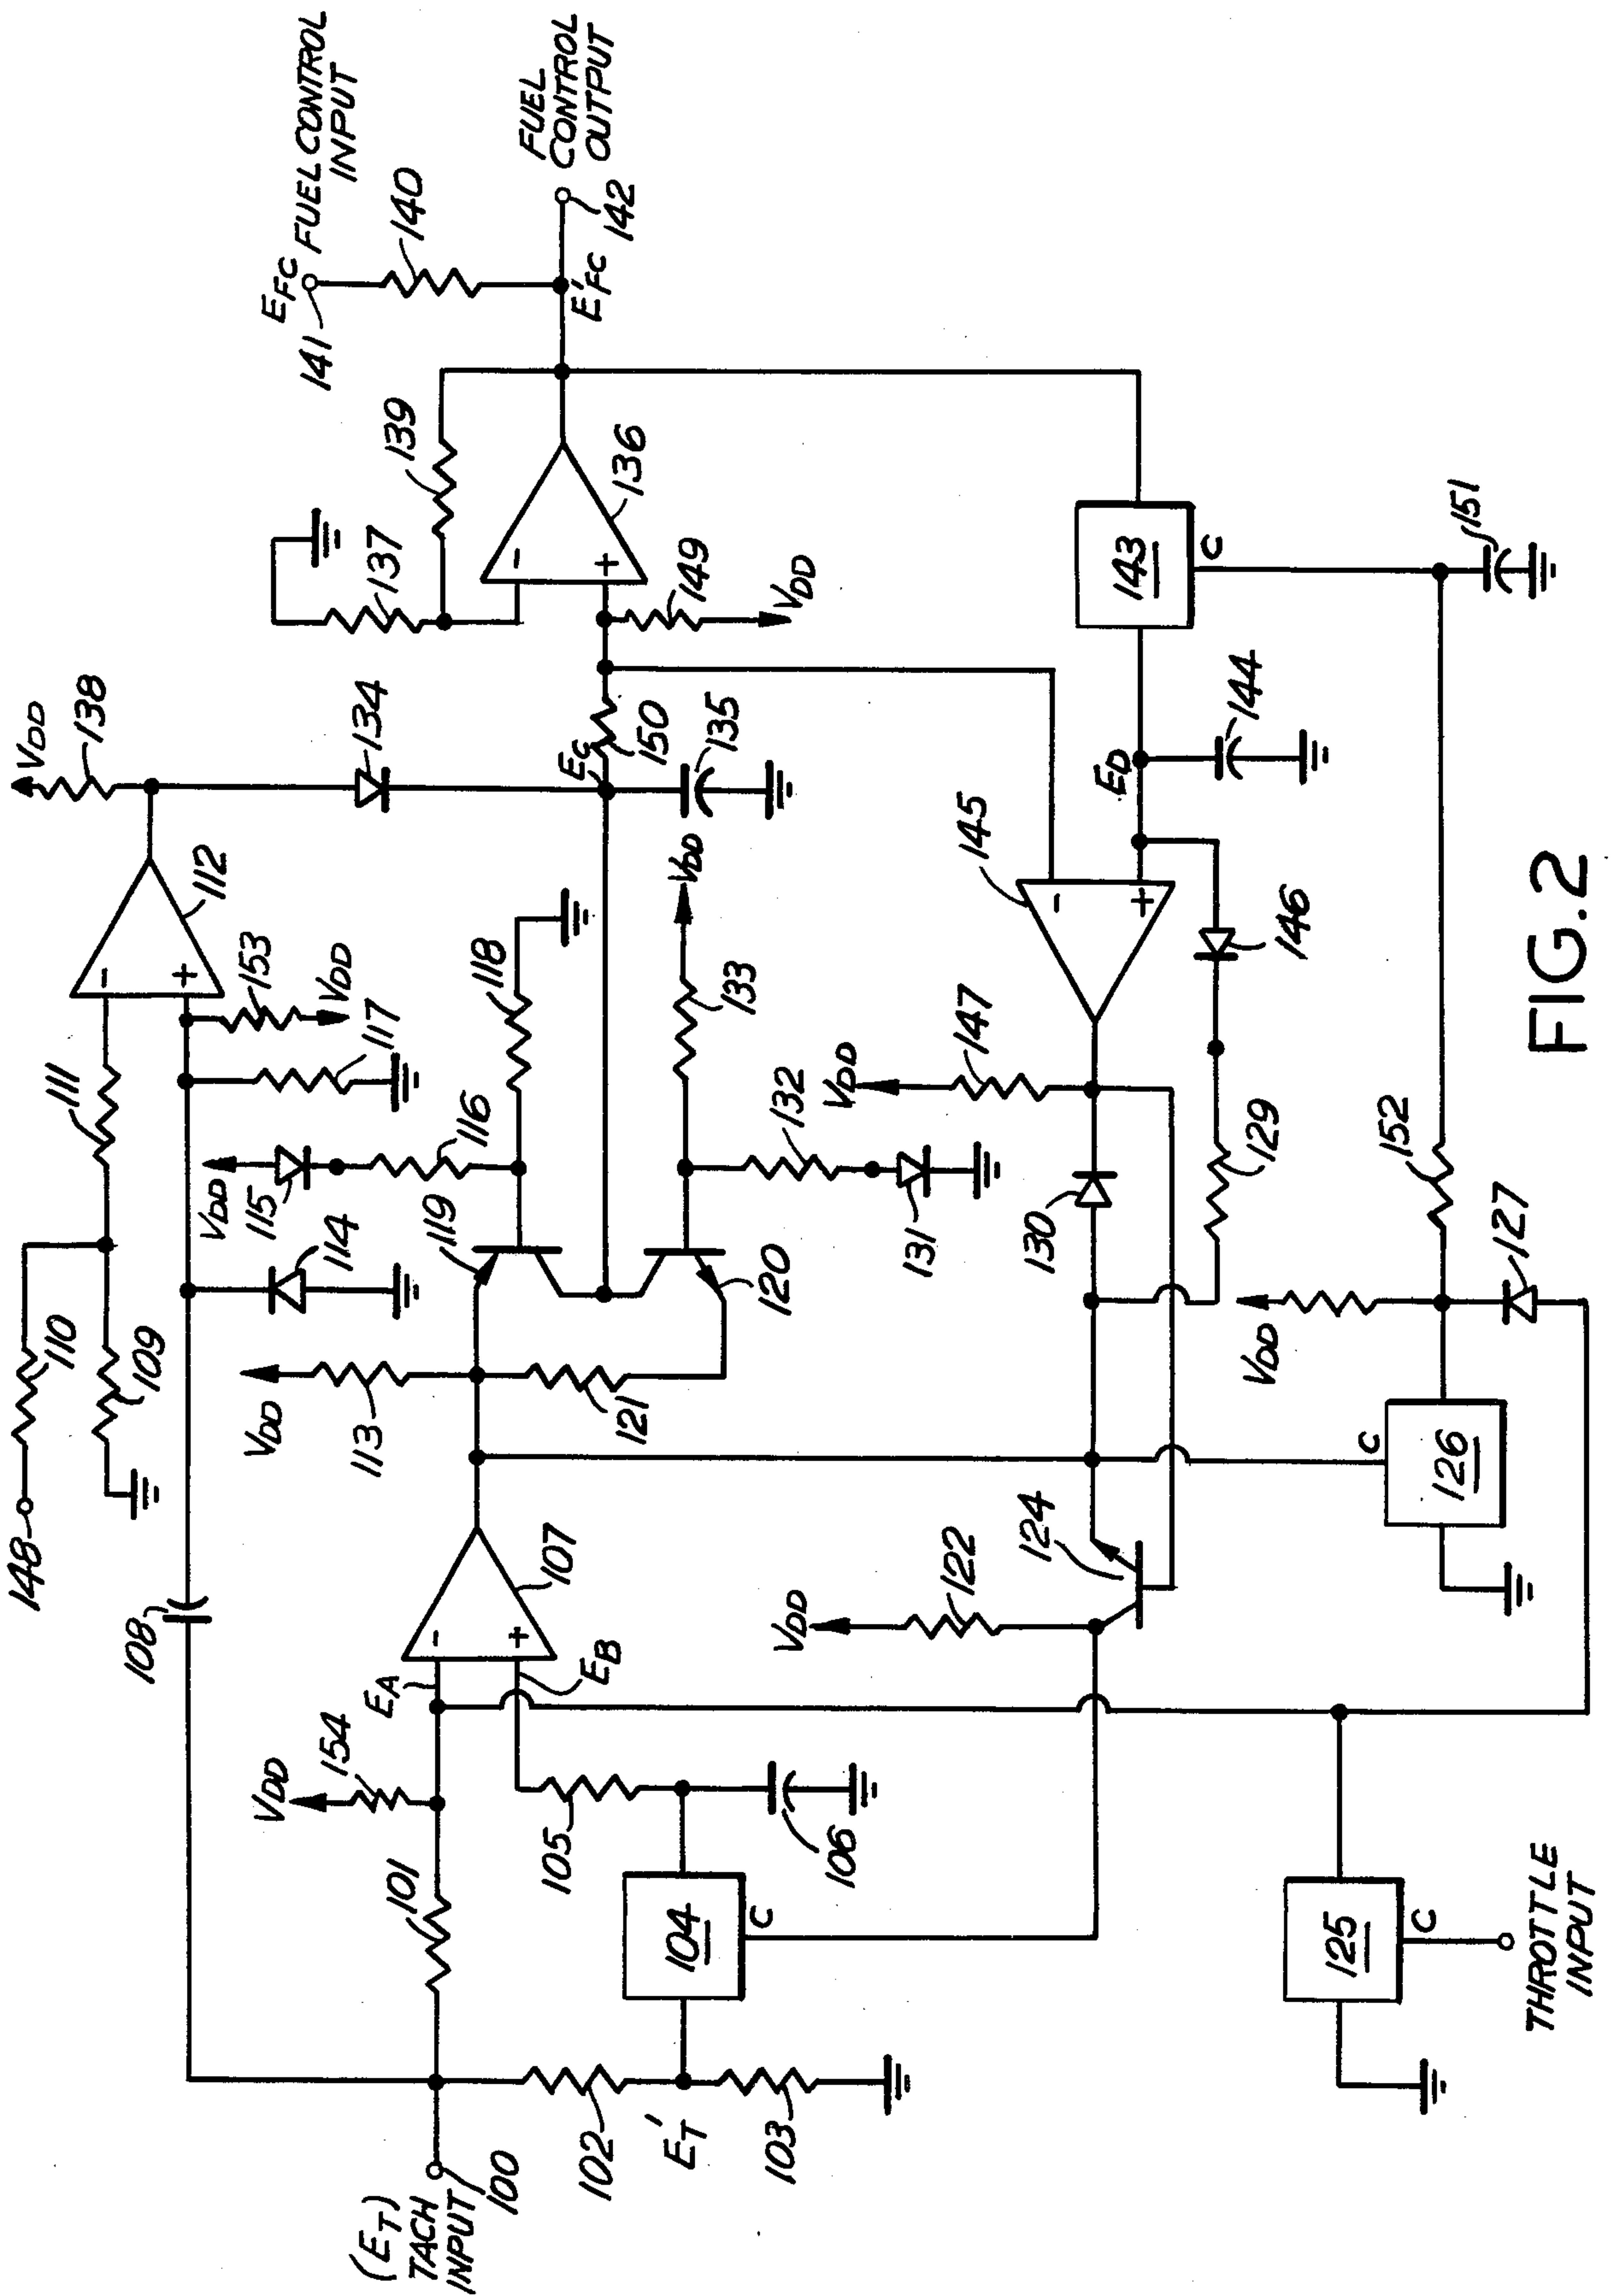 (ET)
TACH
INPUT
100
101
102
ET'
103
104
C
105
106
VDD
154
EA
EB
107
108
148
110
109
111
112
153
VDD
117
114
VDD
115
116
118
VDD
113
119
120
121
131
132
133
VDD
VDD
138
134
EC
150
135
149
VDD
137
139
136
141
EFC
FUEL CONTROL
INPUT
140
E'FC
142
FUEL
CONTROL
OUTPUT
143
C
151
144
ED
145
146
147
VDD
129
130
124
122
VDD
126
C
VDD
127
152
125
C
THROTTLE
INPUT
FIG.2